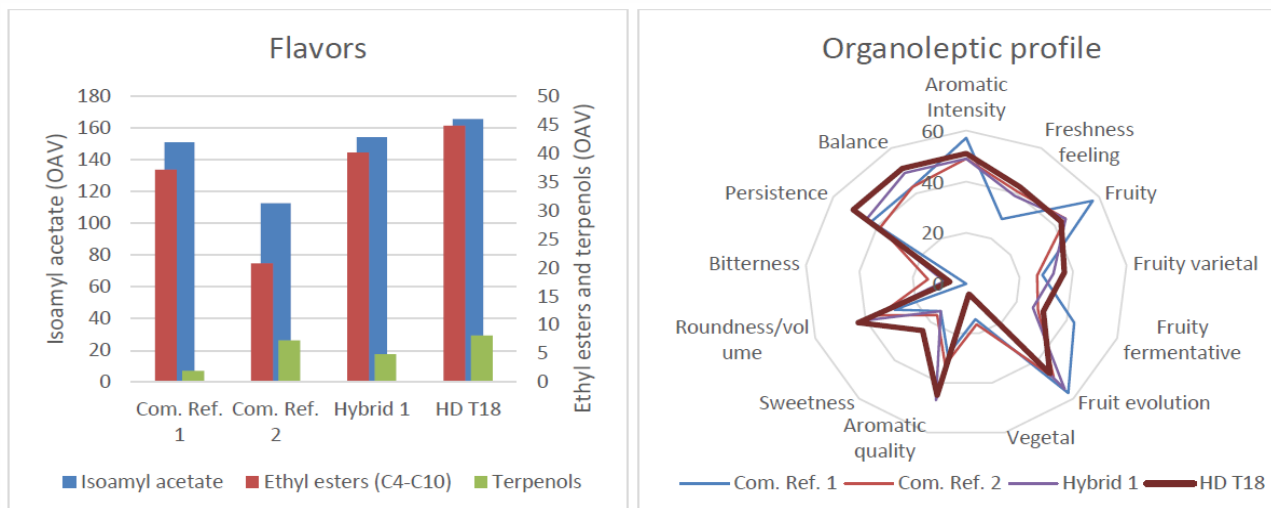 Flavors
Isoamyl acetate (OAV)
180
160
140
120
100
80
60
40
20
0
50
45
40
35
30
25
20
15
10
5
0
Ethyl esters and terpenols (OAV)
Com. Ref.
1
Com. Ref.
2
Hybrid 1
HD T18
Isoamyl acetate
Ethyl esters (C4-C10)
Terpenols
Organoleptic profile
Aromatic
Intensity
Freshness
feeling
Fruity
Fruity varietal
Fruity
fermentative
Fruit evolution
Vegetal
Aromatic
quality
Sweetness
Roundness/vol
ume
Bitterness
Persistence
Balance
60
40
20
0
Com. Ref. 1
Com. Ref. 2
Hybrid 1
HD T18